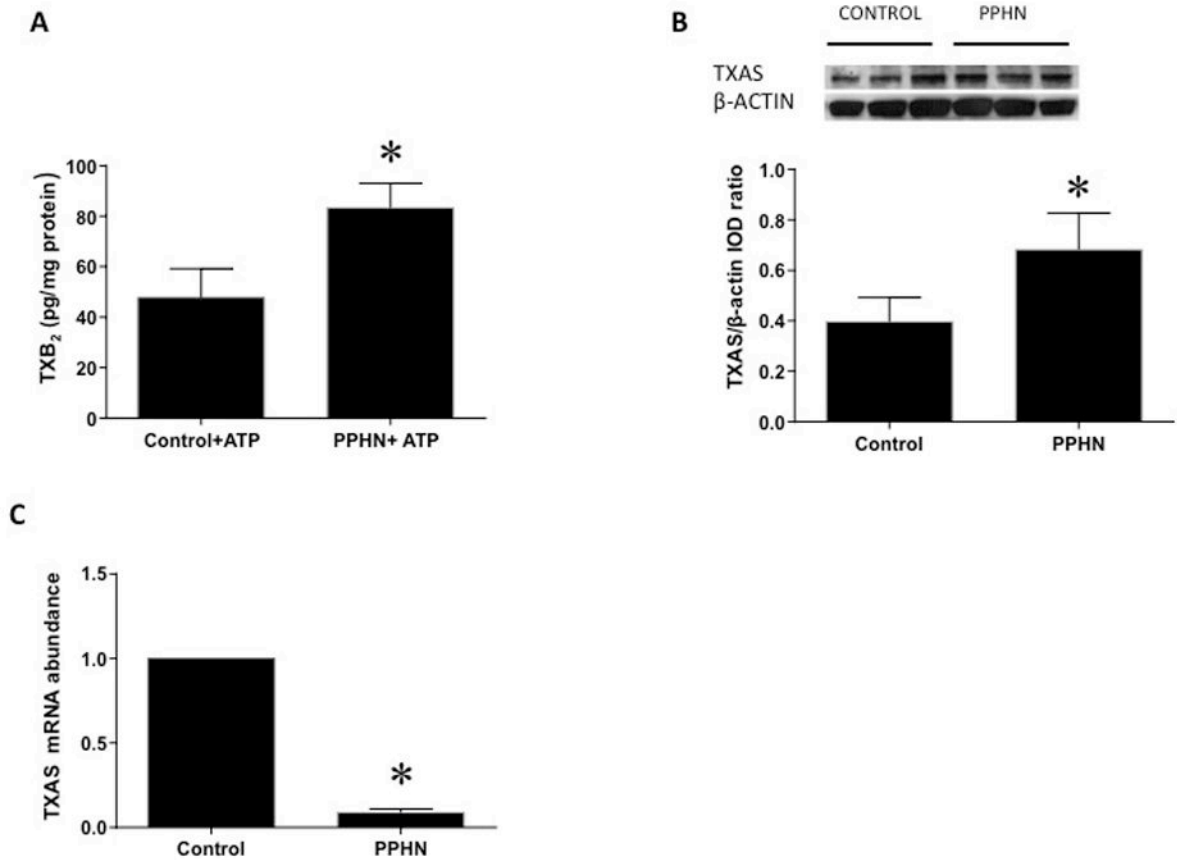 A
TXB₂ (pg/mg protein)
100
80
60
40
20
0
*
Control+ATP PPHN+ ATP
B
CONTROL PPHN
TXAS
β-ACTIN
TXAS/β-actin IOD ratio
1.0
0.8
0.6
0.4
0.2
0.0
*
Control PPHN
C
TXAS mRNA abundance
1.5
1.0
0.5
0.0
*
Control PPHN